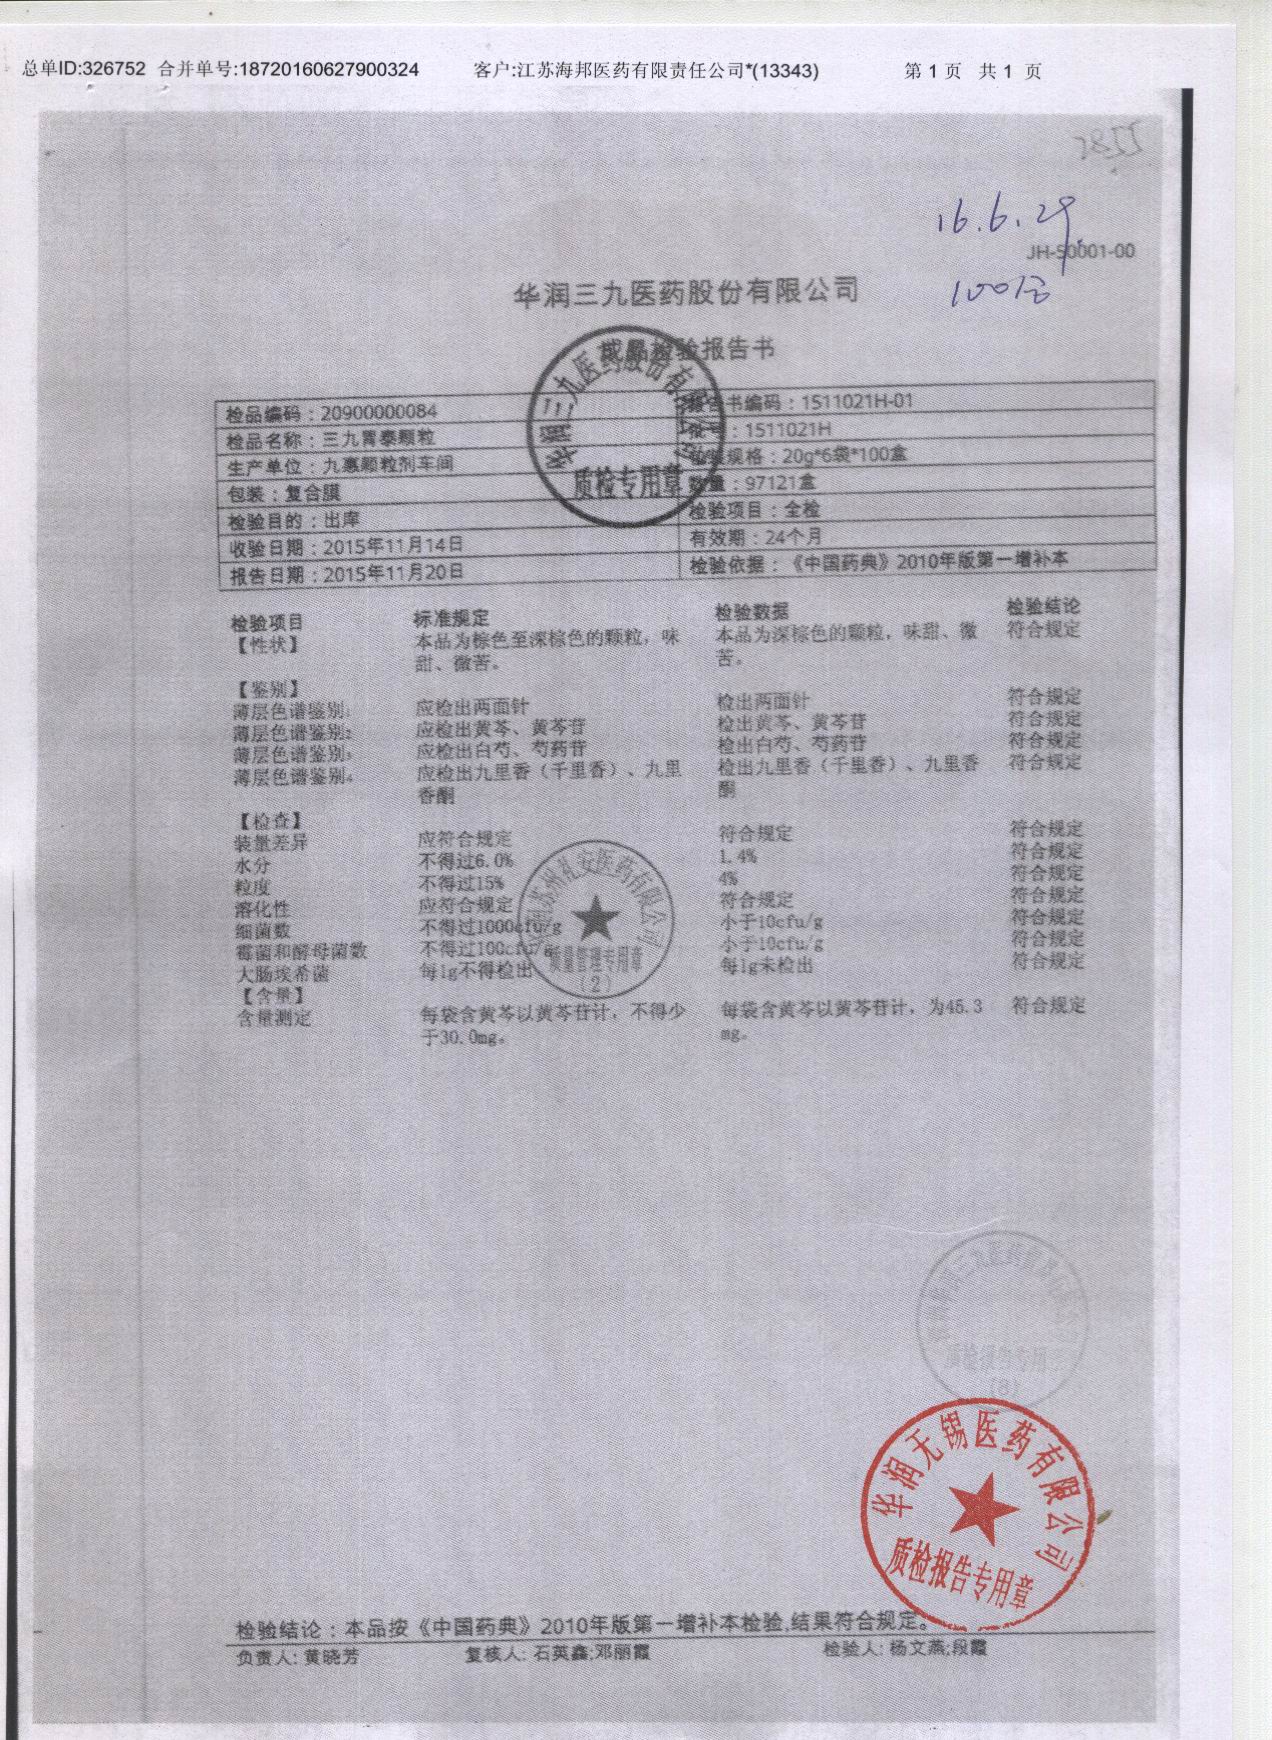 总单ID:326752 合并单号:18720160627900324 客户:江苏海邦医药有限责任公司*(13343) 第 1 页 共 1 页
16.6.29.
JH-S0001-00
100盒
华润三九医药股份有限公司
成品检验报告书
检品编码：20900000084 报告书编码：1511021H-01
检品名称：三九胃泰颗粒 批号：1511021H
生产单位：九惠颗粒剂车间 包装规格：20g*6袋*100盒
包装：复合膜 数量：97121盒
检验目的：出库 检验项目：全检
收验日期：2015年11月14日 有效期：24个月
报告日期：2015年11月20日 检验依据：《中国药典》2010年版第一增补本
华润三九医药股份有限公司
质检专用章
检验项目 标准规定 检验数据 检验结论
【性状】 本品为棕色至深棕色的颗粒，味 本品为深棕色的颗粒，味甜、微 符合规定
甜、微苦。 苦。
【鉴别】
薄层色谱鉴别1 应检出两面针 检出两面针 符合规定
薄层色谱鉴别2 应检出黄芩、黄芩苷 检出黄芩、黄芩苷 符合规定
薄层色谱鉴别3 应检出白芍、芍药苷 检出白芍、芍药苷 符合规定
薄层色谱鉴别4 应检出九里香（千里香）、九里 检出九里香（千里香）、九里香 符合规定
香酮 酮
【检查】
装量差异 应符合规定 符合规定 符合规定
水分 不得过6.0% 1.4% 符合规定
粒度 不得过15% 4% 符合规定
溶化性 应符合规定 符合规定 符合规定
细菌数 不得过1000cfu/g 小于10cfu/g 符合规定
霉菌和酵母菌数 不得过100cfu/g 小于10cfu/g 符合规定
大肠埃希菌 每1g不得检出 每1g未检出 符合规定
【含量】
含量测定 每袋含黄芩以黄芩苷计，不得少 每袋含黄芩以黄芩苷计，为45.3 符合规定
于30.0mg。 mg。
华润苏州礼安医药有限公司
质量管理专用章
（2）
质检报告专用
（8）
华润无锡医药有限公司
质检报告专用章
检验结论：本品按《中国药典》2010年版第一增补本检验,结果符合规定。
负责人: 黄晓芳 复核人: 石英鑫;邓丽霞 检验人: 杨文燕;段霞